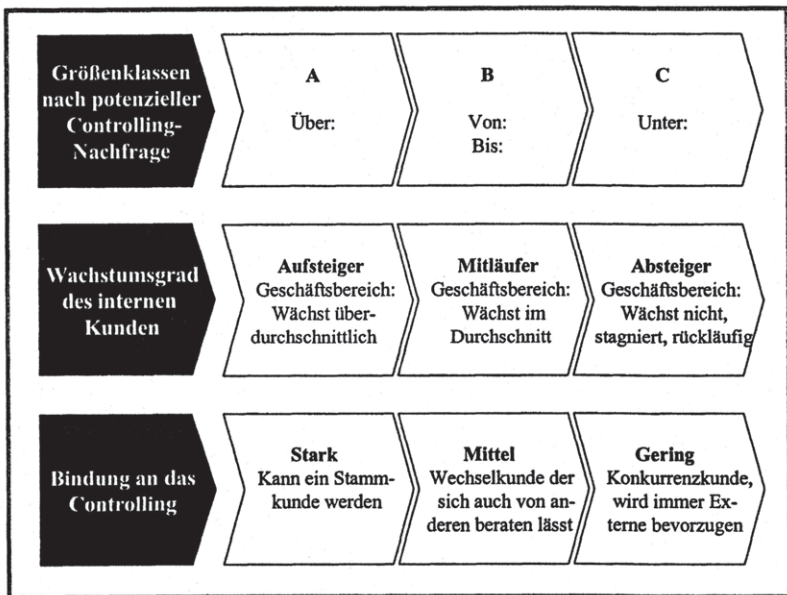 Größenklassen
nach potenzieller
Controlling-
Nachfrage
A
Über:
B
Von:
Bis:
C
Unter:
Wachstumsgrad
des internen
Kunden
Aufsteiger
Geschäftsbereich:
Wächst über-
durchschnittlich
Mitläufer
Geschäftsbereich:
Wächst im
Durchschnitt
Absteiger
Geschäftsbereich:
Wächst nicht,
stagniert, rückläufig
Bindung an das
Controlling
Stark
Kann ein Stamm-
kunde werden
Mittel
Wechselkunde der
sich auch von an-
deren beraten lässt
Gering
Konkurrenzkunde,
wird immer Ex-
terne bevorzugen